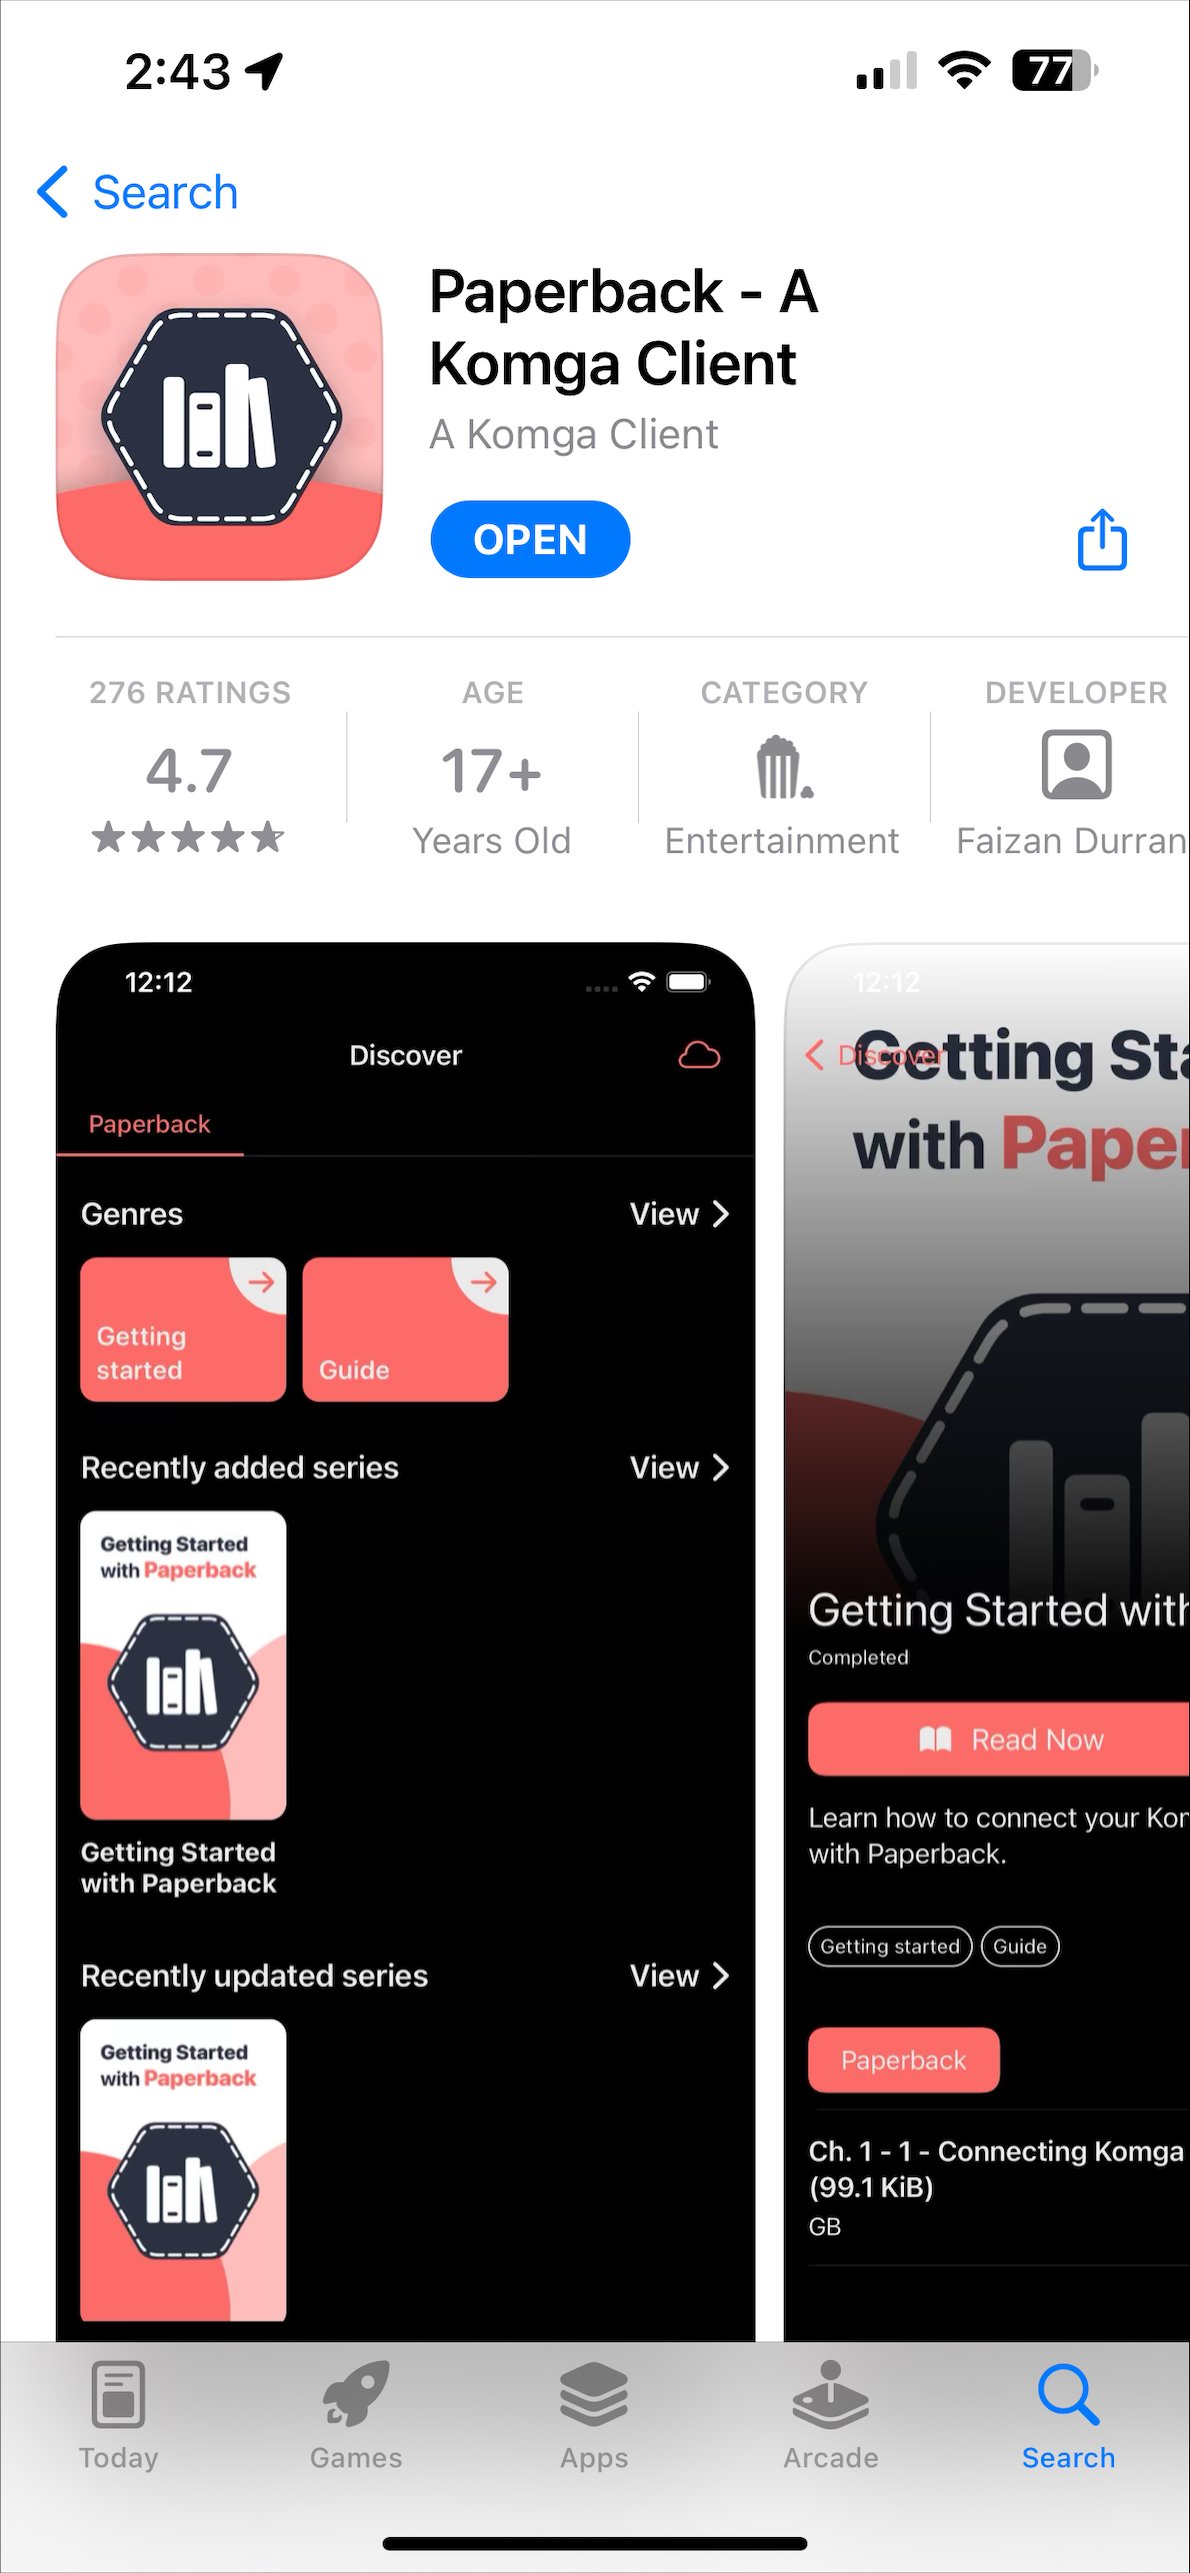 2:43
77
Search
Paperback - A
Komga Client
A Komga Client
OPEN
276 RATINGS
4.7
AGE
17+
Years Old
CATEGORY
Entertainment
DEVELOPER
Faizan Durran
12:12
Discover
Paperback
Genres
View
Getting
started
Guide
Recently added series
View
Getting Started
with Paperback
Getting Started
with Paperback
Recently updated series
View
Getting Started
with Paperback
12:12
Discover
Getting Sta
with Paper
Getting Started with
Completed
Read Now
Learn how to connect your Kor
with Paperback.
Getting started
Guide
Paperback
Ch. 1 - 1 - Connecting Komga
(99.1 KiB)
GB
Today
Games
Apps
Arcade
Search